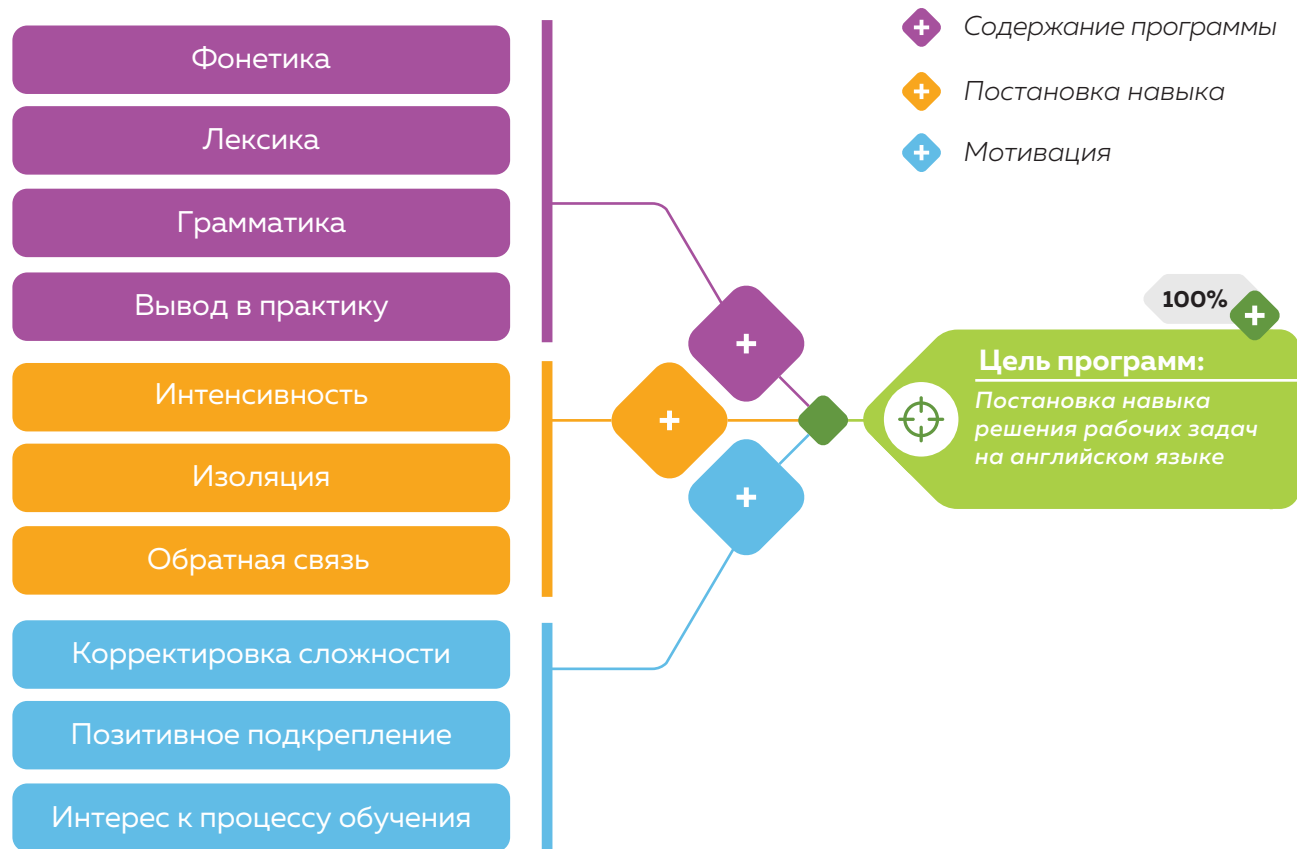 Фонетика
Лексика
Грамматика
Вывод в практику
Интенсивность
Изоляция
Обратная связь
Корректировка сложности
Позитивное подкрепление
Интерес к процессу обучения
Содержание программы
Постановка навыка
Мотивация
100%
Цель программ:
Постановка навыка
решения рабочих задач
на английском языке